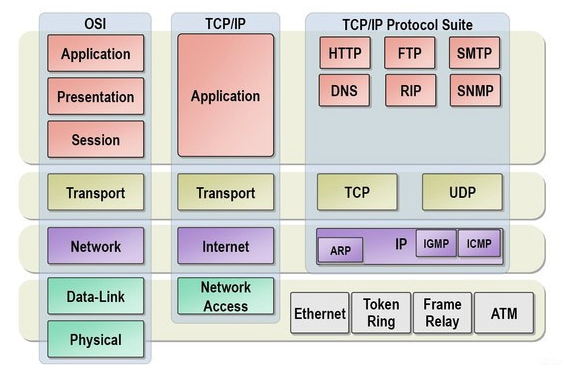 OSI
TCP/IP
TCP/IP Protocol Suite
Application
Presentation
Session
Application
HTTP
FTP
SMTP
DNS
RIP
SNMP
Transport
Transport
TCP
UDP
Network
Internet
ARP
IP
IGMP
ICMP
Data-Link
Physical
Network
Access
Ethernet
Token
Ring
Frame
Relay
ATM